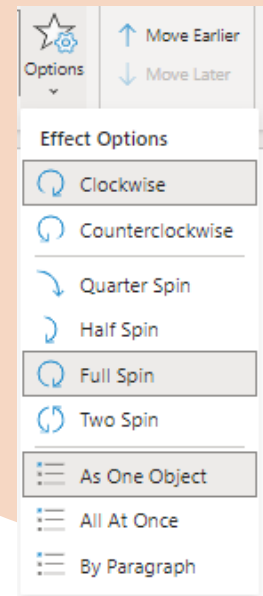 Options
Move Earlier
Move Later
Effect Options
Clockwise
Counterclockwise
Quarter Spin
Half Spin
Full Spin
Two Spin
As One Object
All At Once
By Paragraph